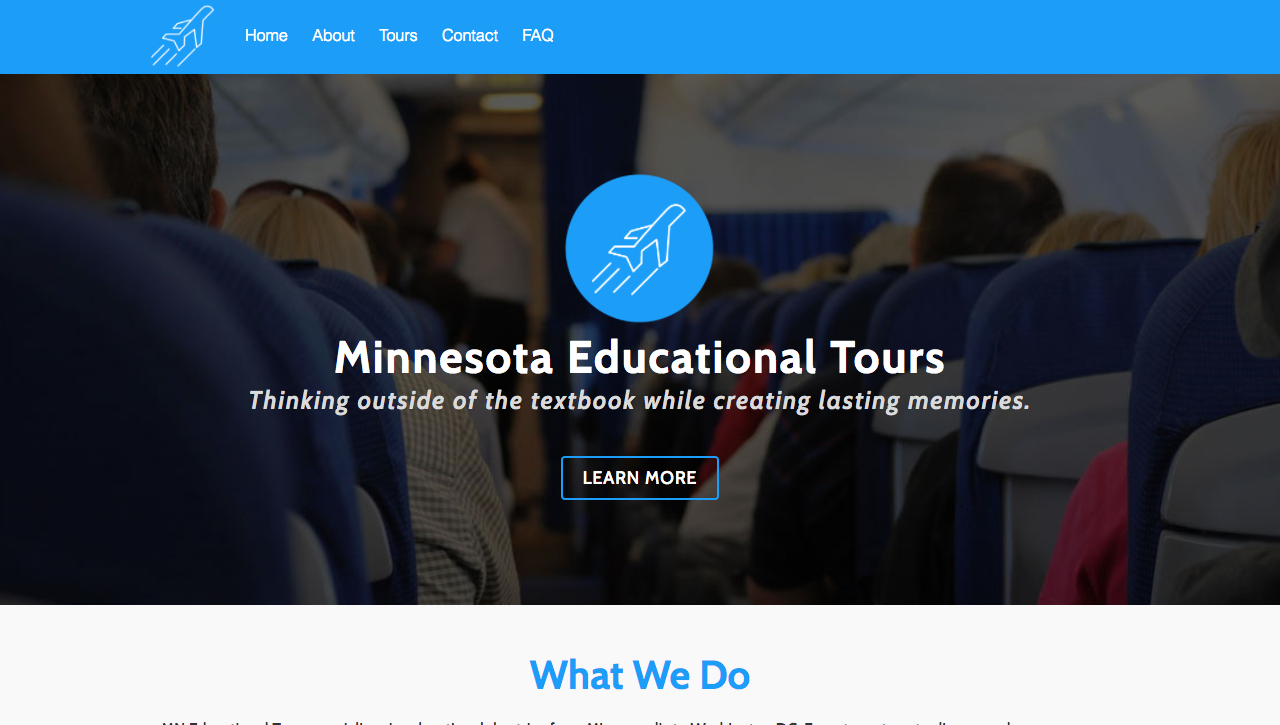 Home About Tours Contact FAQ
Minnesota Educational Tours
Thinking outside of the textbook while creating lasting memories.
LEARN MORE
What We Do